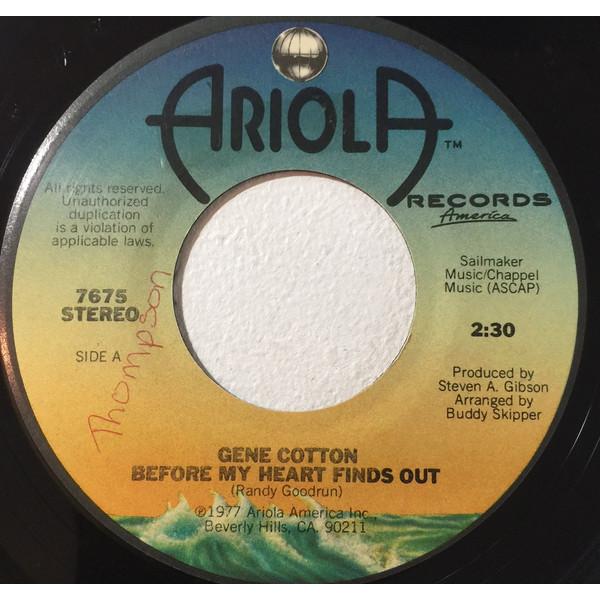 ARIOLA TM
RECORDS
America
All rights reserved.
Unauthorized
duplication
is a violation of
applicable laws.
7675
STEREO
SIDE A
Thompson
Sailmaker
Music/Chappel
Music (ASCAP)
2:30
Produced by
Steven A. Gibson
Arranged by
Buddy Skipper
GENE COTTON
BEFORE MY HEART FINDS OUT
(Randy Goodrun)
℗1977 Ariola America Inc.,
Beverly Hills, CA. 90211